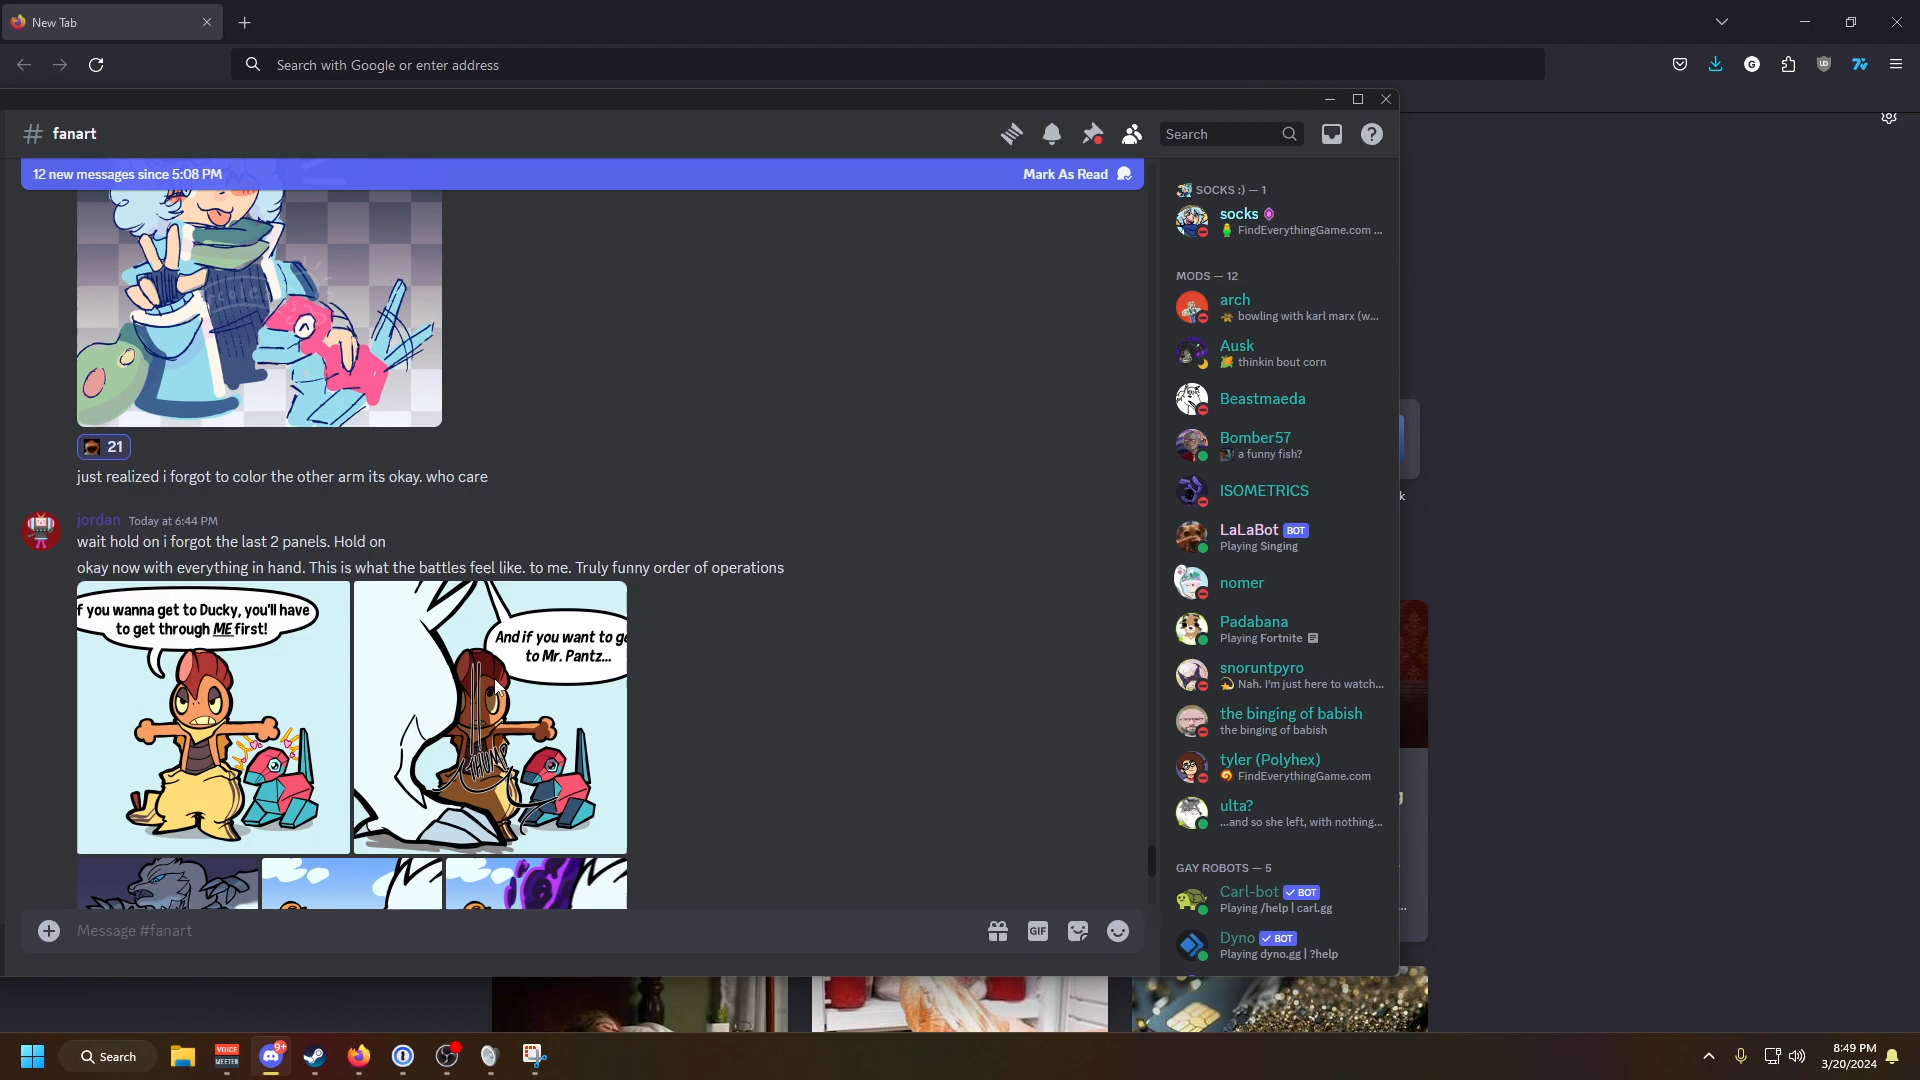 New Tab
Search with Google or enter address
# fanart
Search
12 new messages since 5:08 PM
Mark As Read
21
just realized i forgot to color the other arm its okay. who care
jordan Today at 6:44 PM
wait hold on i forgot the last 2 panels. Hold on
okay now with everything in hand. This is what the battles feel like. to me. Truly funny order of operations
f you wanna get to Ducky, you'll have
to get through ME first!
And if you want to ge
to Mr. Pantz...
THOMP
Message #fanart
GIF
SOCKS :) — 1
socks
FindEverythingGame.com ...
MODS — 12
arch
bowling with karl marx (w...
Ausk
thinkin bout corn
Beastmaeda
Bomber57
a funny fish?
ISOMETRICS
LaLaBot BOT
Playing Singing
nomer
Padabana
Playing Fortnite
snoruntpyro
Nah. I'm just here to watch...
the binging of babish
the binging of babish
tyler (Polyhex)
FindEverythingGame.com
ulta?
...and so she left, with nothing...
GAY ROBOTS — 5
Carl-bot ✓ BOT
Playing /help | carl.gg
Dyno ✓ BOT
Playing dyno.gg | ?help
k
Search
VOICE
MEETER
9+
8:49 PM
3/20/2024